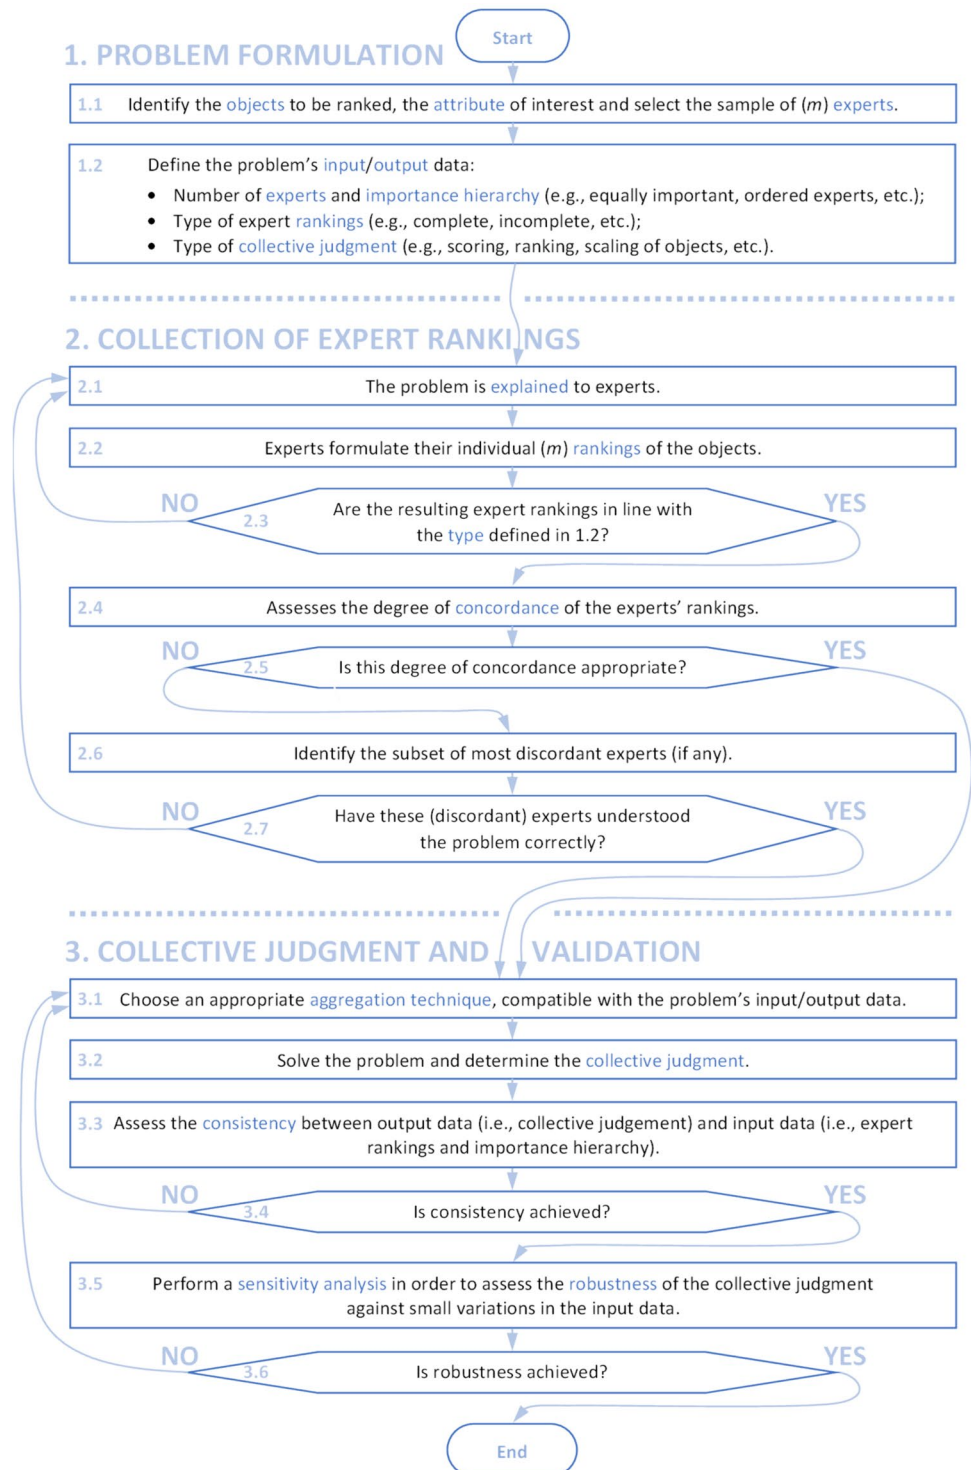 Start
1. PROBLEM FORMULATION
1.1 Identify the objects to be ranked, the attribute of interest and select the sample of (m) experts.
1.2 Define the problem's input/output data:
• Number of experts and importance hierarchy (e.g., equally important, ordered experts, etc.);
• Type of expert rankings (e.g., complete, incomplete, etc.);
• Type of collective judgment (e.g., scoring, ranking, scaling of objects, etc.).
2. COLLECTION OF EXPERT RANKINGS
2.1 The problem is explained to experts.
2.2 Experts formulate their individual (m) rankings of the objects.
NO
YES
2.3 Are the resulting expert rankings in line with
the type defined in 1.2?
2.4 Assesses the degree of concordance of the experts' rankings.
NO
YES
2.5 Is this degree of concordance appropriate?
2.6 Identify the subset of most discordant experts (if any).
NO
YES
2.7 Have these (discordant) experts understood
the problem correctly?
3. COLLECTIVE JUDGMENT AND VALIDATION
3.1 Choose an appropriate aggregation technique, compatible with the problem's input/output data.
3.2 Solve the problem and determine the collective judgment.
3.3 Assess the consistency between output data (i.e., collective judgement) and input data (i.e., expert
rankings and importance hierarchy).
NO
YES
3.4 Is consistency achieved?
3.5 Perform a sensitivity analysis in order to assess the robustness of the collective judgment
against small variations in the input data.
NO
YES
3.6 Is robustness achieved?
End